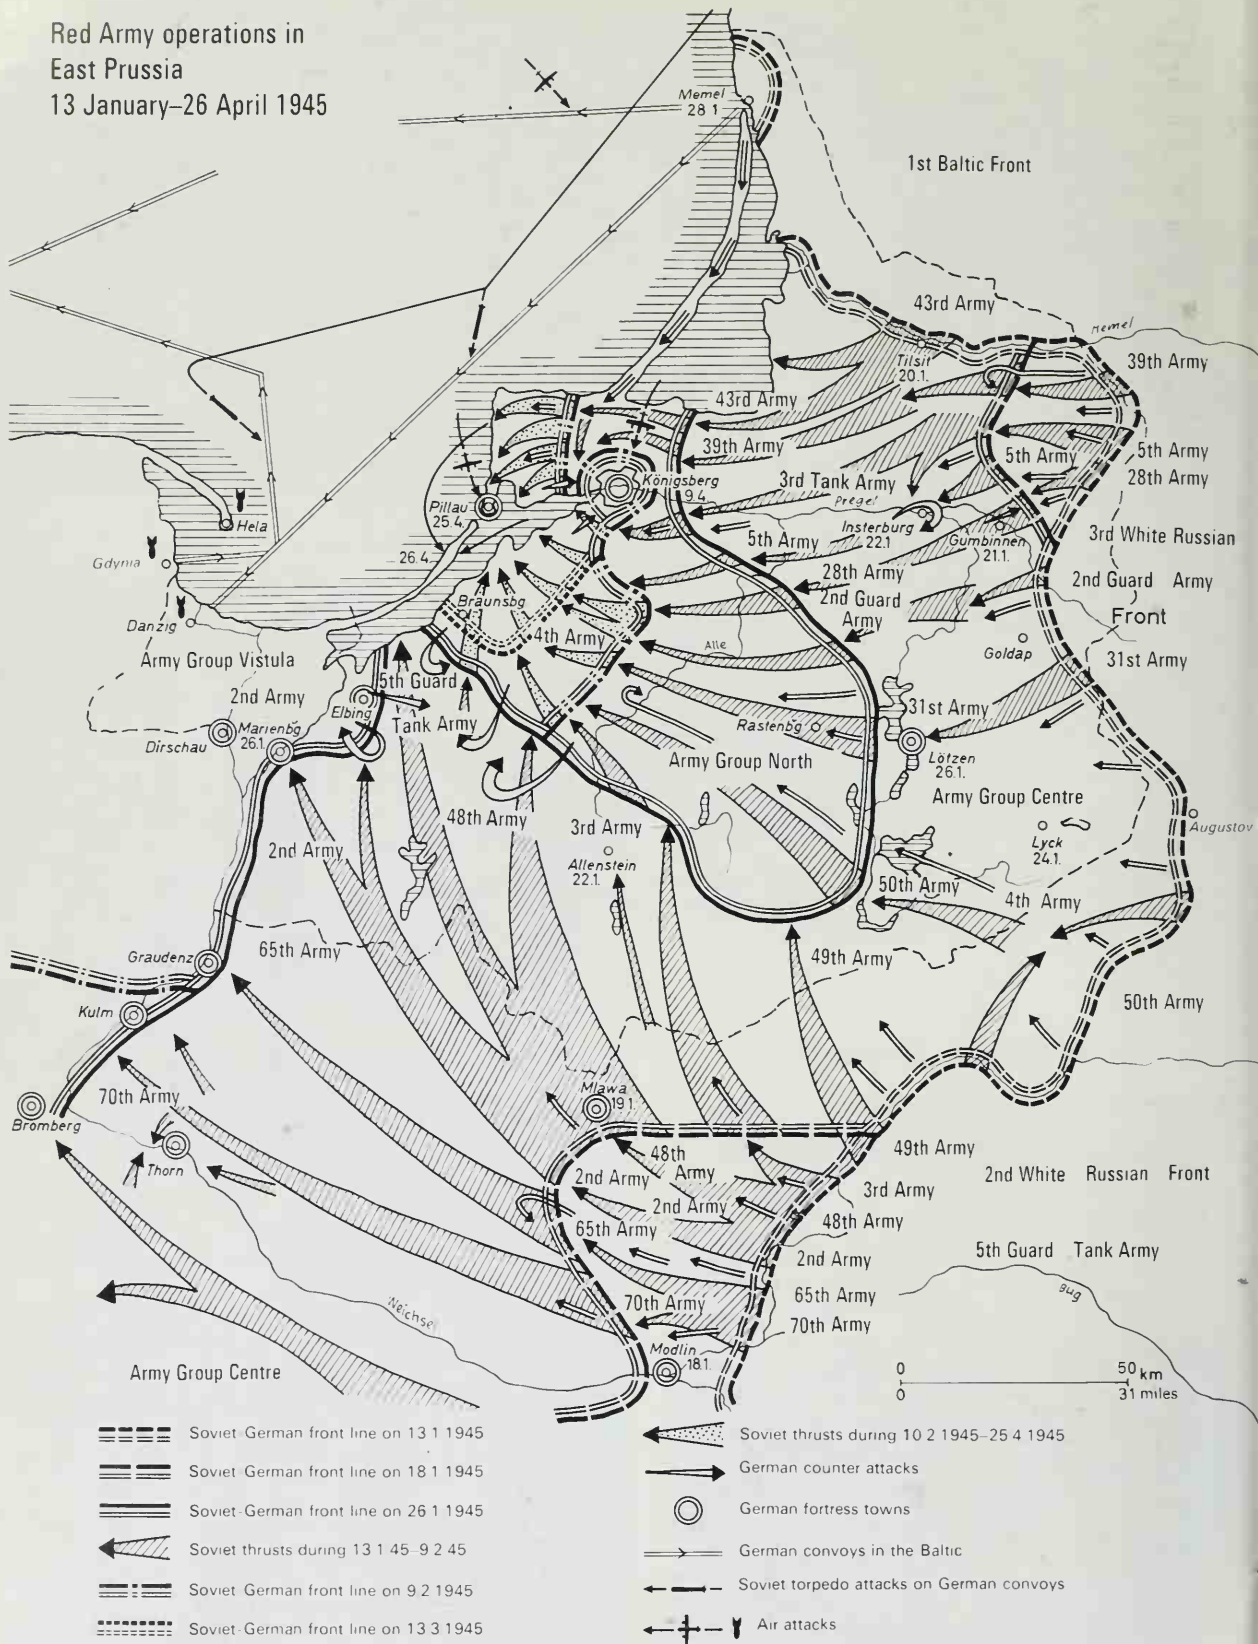 Red Army operations in
East Prussia
13 January–26 April 1945
Memel
28 1
1st Baltic Front
43rd Army
Memel
Tilsit
20.1.
39th Army
43rd Army
39th Army
5th Army
5th Army
28th Army
3rd Tank Army
Pregel
Königsberg
9.4.
Pillau
25.4.
Hela
Insterburg
22.1
Gumbinnen
21.1.
3rd White Russian
Front
5th Army
28th Army
2nd Guard Army
2nd Guard
Army
26.4.
Gdynia
Danzig
Braunsbg
4th Army
Alle
Goldap
31st Army
Army Group Vistula
2nd Army
5th Guard
Tank Army
Elbing
Marienbg
26.1.
Dirschau
31st Army
Rastenbg
Lötzen
26.1.
Army Group North
Army Group Centre
48th Army
3rd Army
2nd Army
Allenstein
22.1.
Lyck
24.1.
Augustov
50th Army
4th Army
65th Army
49th Army
Graudenz
Kulm
50th Army
70th Army
Mlawa
19 1.
Bromberg
Thorn
48th
Army
49th Army
2nd White Russian Front
2nd Army
2nd Army
3rd Army
48th Army
65th Army
2nd Army
5th Guard Tank Army
65th Army
70th Army
70th Army
Bug
Weichsel
Modlin
18.1.
Army Group Centre
0 50 km
0 31 miles
Soviet-German front line on 13 1 1945
Soviet-German front line on 18 1 1945
Soviet-German front line on 26 1 1945
Soviet thrusts during 13 1 45–9 2 45
Soviet German front line on 9 2 1945
Soviet-German front line on 13 3 1945
Soviet thrusts during 10 2 1945–25 4 1945
German counter attacks
German fortress towns
German convoys in the Baltic
Soviet torpedo attacks on German convoys
Air attacks